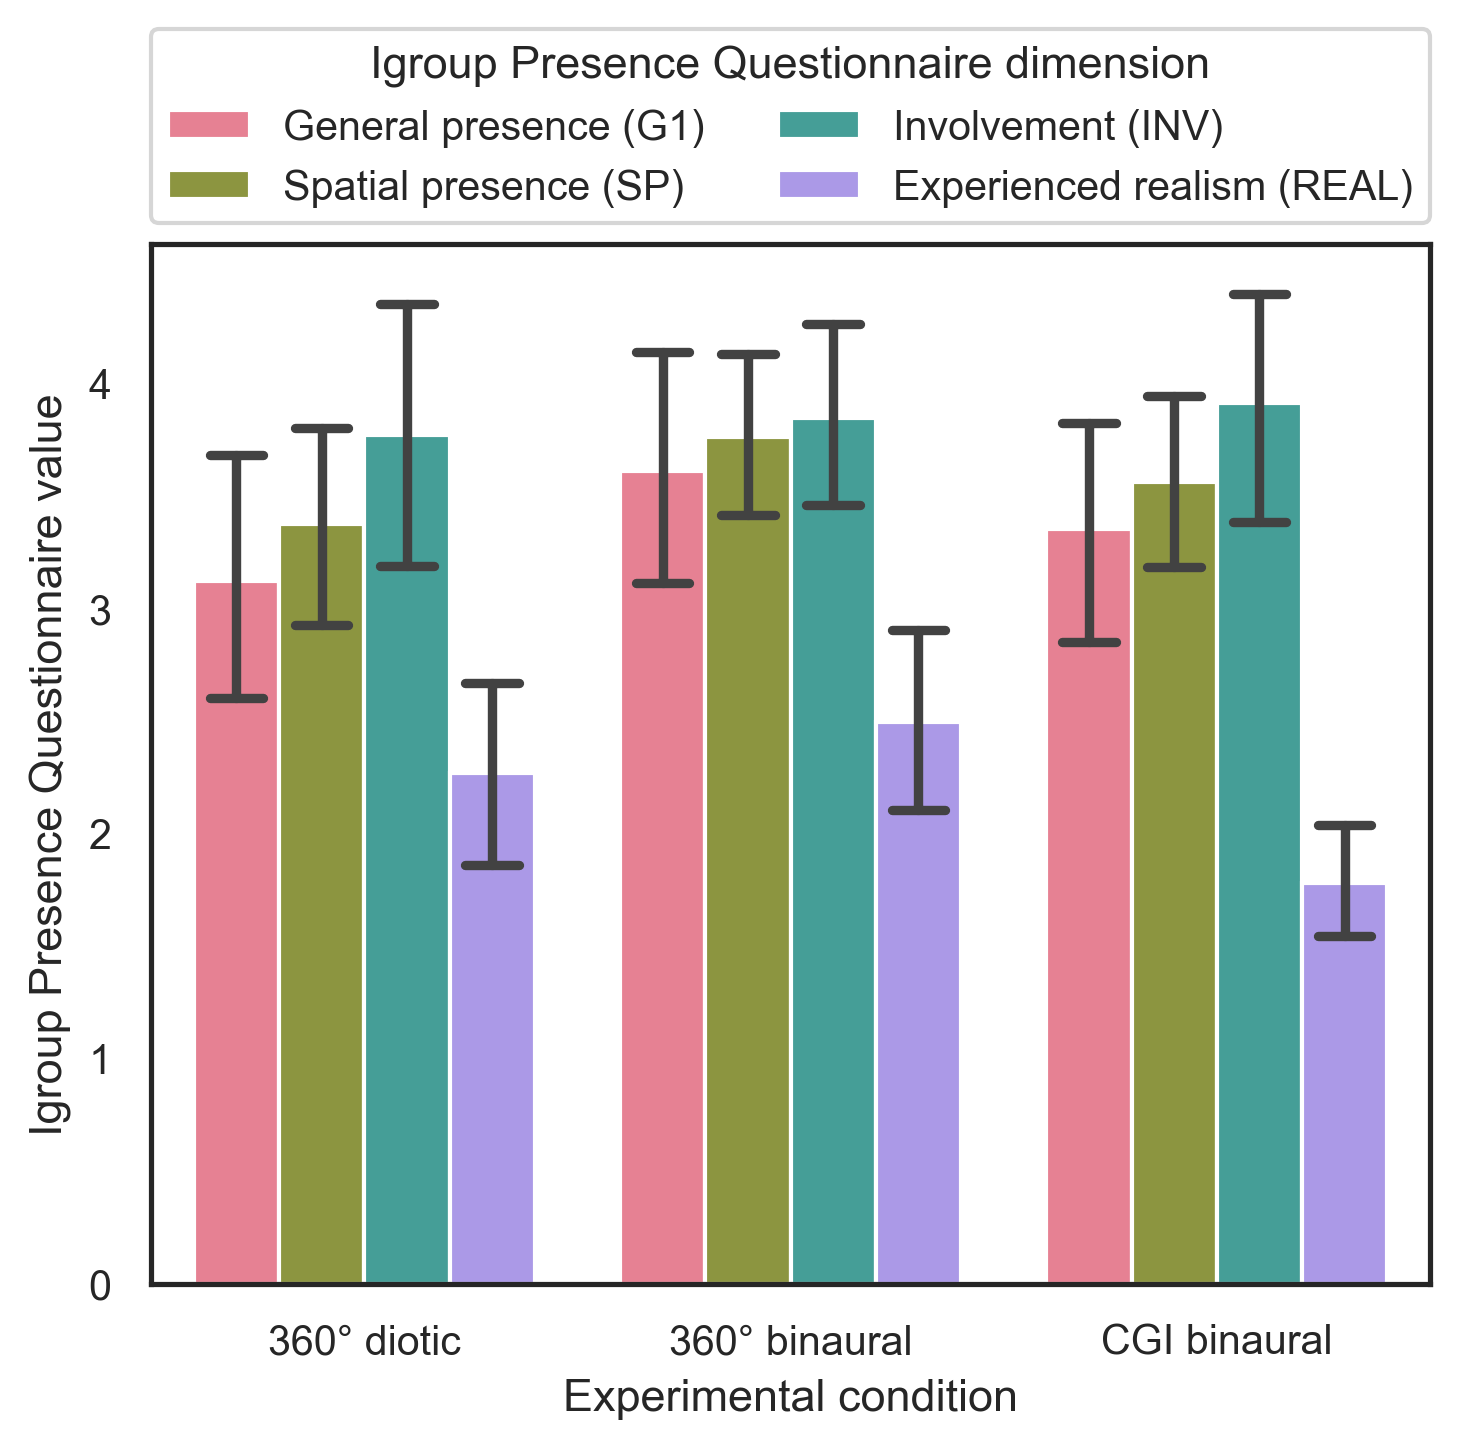 Igroup Presence Questionnaire dimension
General presence (G1)
Spatial presence (SP)
Involvement (INV)
Experienced realism (REAL)
Igroup Presence Questionnaire value
4
3
2
1
0
360° diotic
360° binaural
CGI binaural
Experimental condition